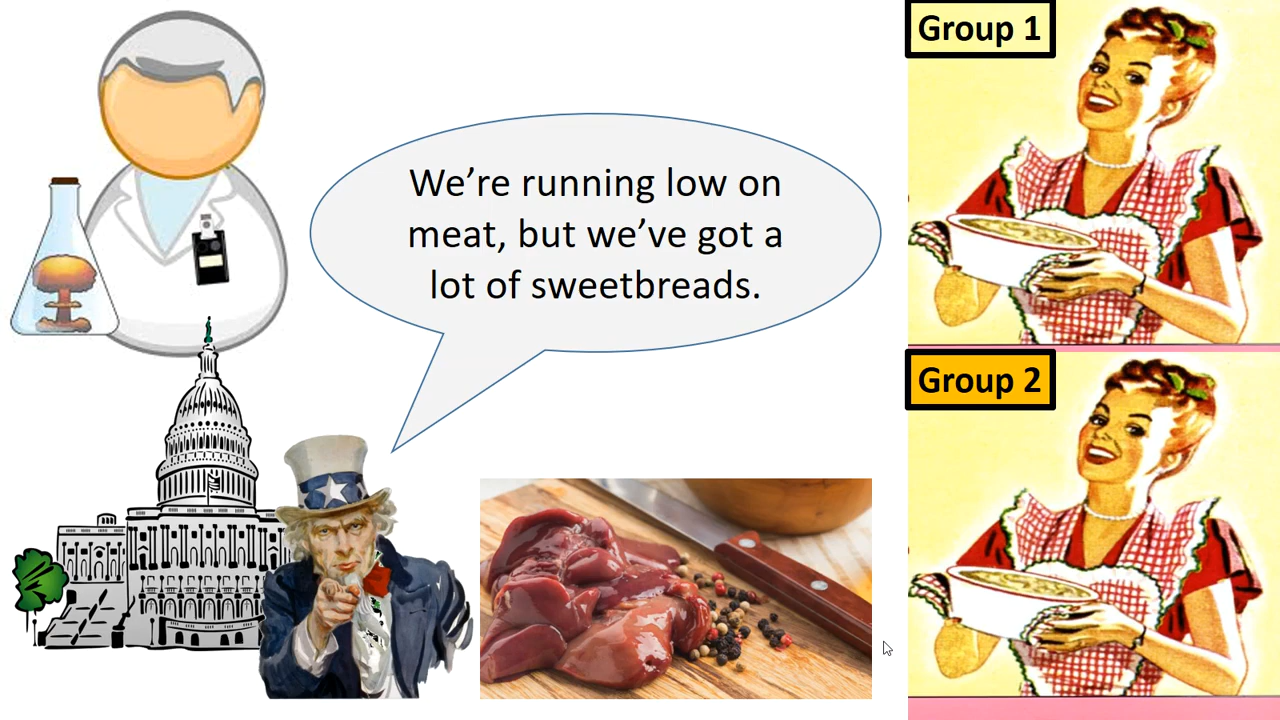 Group 1
We’re running low on
meat, but we’ve got a
lot of sweetbreads.
Group 2